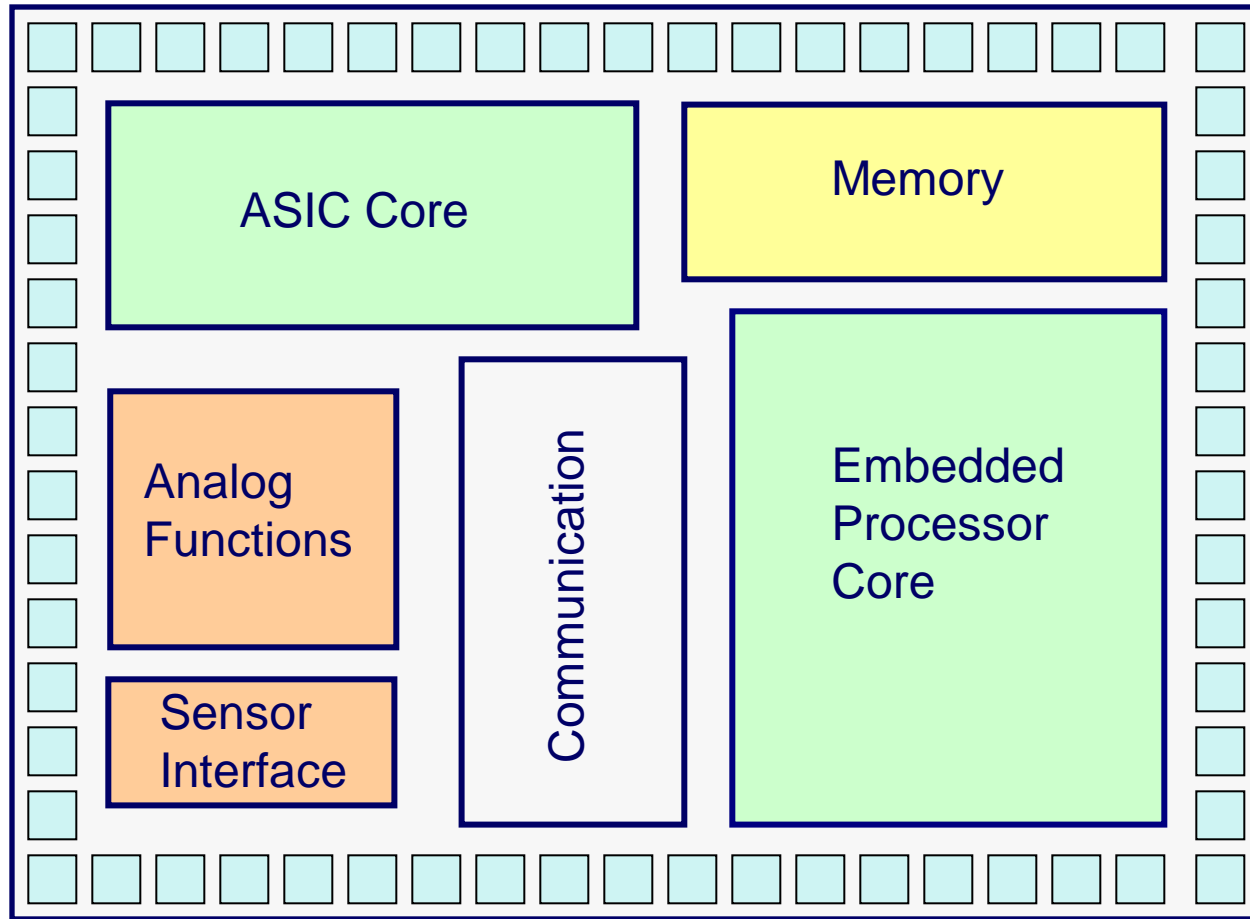 ASIC Core
Memory
Analog
Functions
Communication
Embedded
Processor
Core
Sensor
Interface